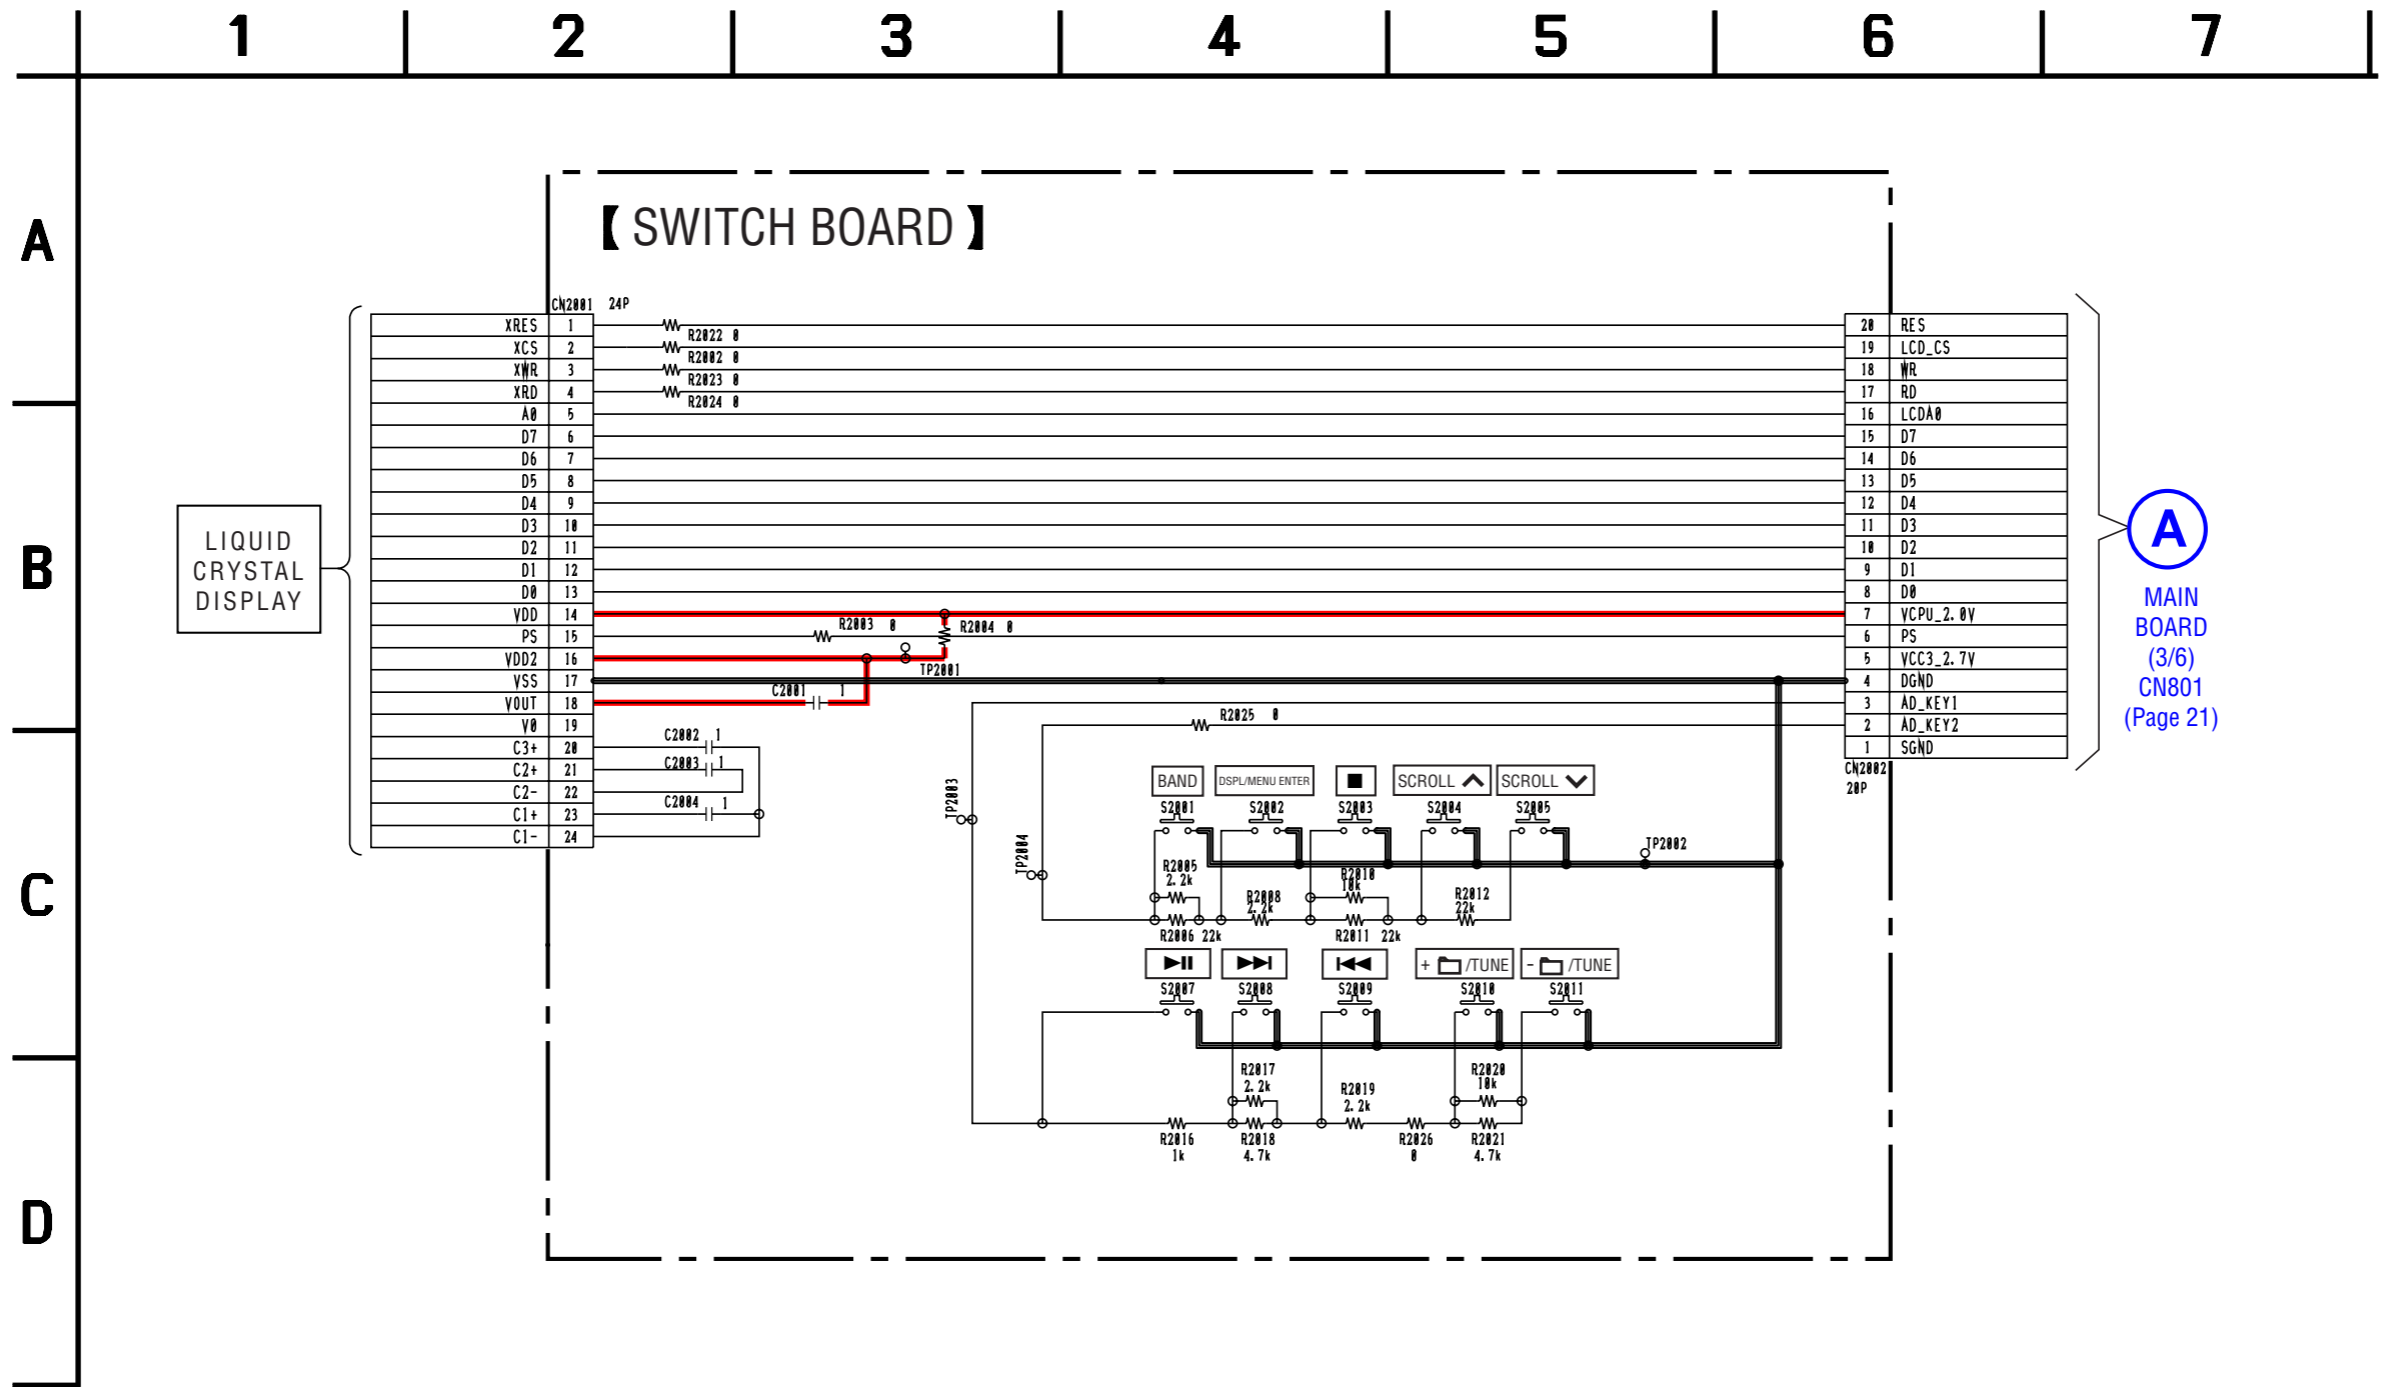 1 2 3 4 5 6 7
A
B
C
D
【 SWITCH BOARD 】
CN2001 24P
XRES 1
XCS 2
XWR 3
XRD 4
A0 5
D7 6
D6 7
D5 8
D4 9
D3 10
D2 11
D1 12
D0 13
VDD 14
PS 15
VDD2 16
VSS 17
VOUT 18
V0 19
C3+ 20
C2+ 21
C2- 22
C1+ 23
C1- 24
LIQUID
CRYSTAL
DISPLAY
R2022 0
R2002 0
R2023 0
R2024 0
R2003 0
R2004 0
TP2001
C2001 1
R2025 0
C2002 1
C2003 1
C2004 1
TP2003
TP2004
BAND
DSPL/MENU ENTER
■
SCROLL
SCROLL
S2001
S2002
S2003
S2004
S2005
TP2002
R2005
2.2k
R2008
2.2k
R2010
10k
R2012
22k
R2006 22k
R2011 22k
+ /TUNE
- /TUNE
S2007
S2008
S2009
S2010
S2011
R2017
2.2k
R2019
2.2k
R2020
10k
R2016
1k
R2018
4.7k
R2026
0
R2021
4.7k
20 RES
19 LCD_CS
18 WR
17 RD
16 LCDA0
15 D7
14 D6
13 D5
12 D4
11 D3
10 D2
9 D1
8 D0
7 VCPU_2.0V
6 PS
5 VCC3_2.7V
4 DGND
3 AD_KEY1
2 AD_KEY2
1 SGND
CN2002
20P
A
MAIN
BOARD
(3/6)
CN801
(Page 21)